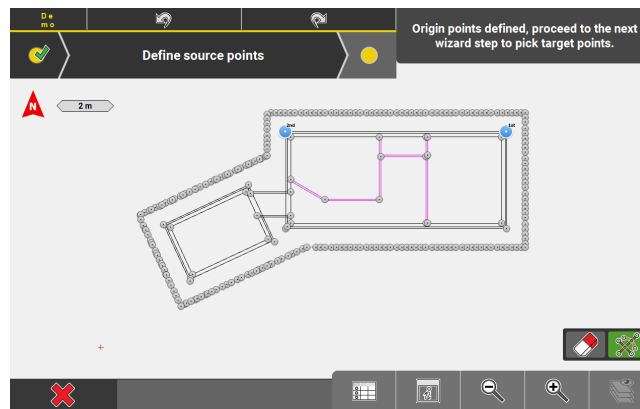 De
mo
Define source points
Origin points defined, proceed to the next
wizard step to pick target points.
N
2 m
2nd
1st